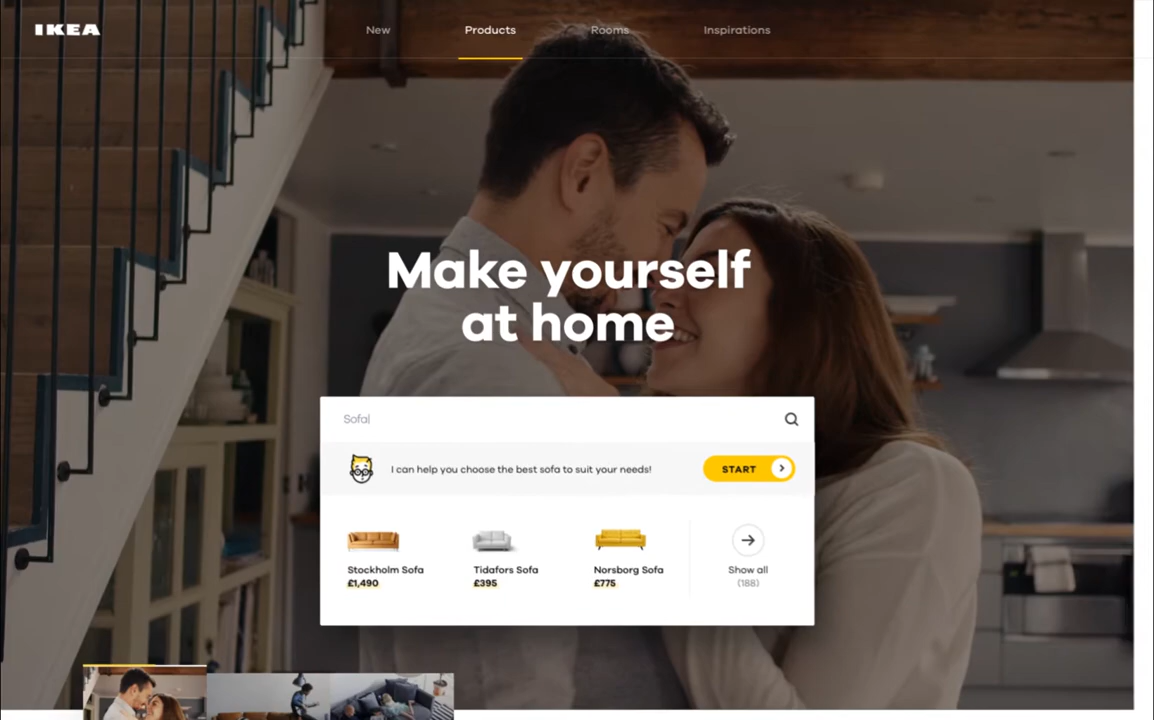 IKEA
New
Products
Rooms
Inspirations
Make yourself
at home
Sofa
I can help you choose the best sofa to suit your needs!
START
Stockholm Sofa
£1,490
Tidafors Sofa
£395
Norsborg Sofa
£775
Show all
(188)